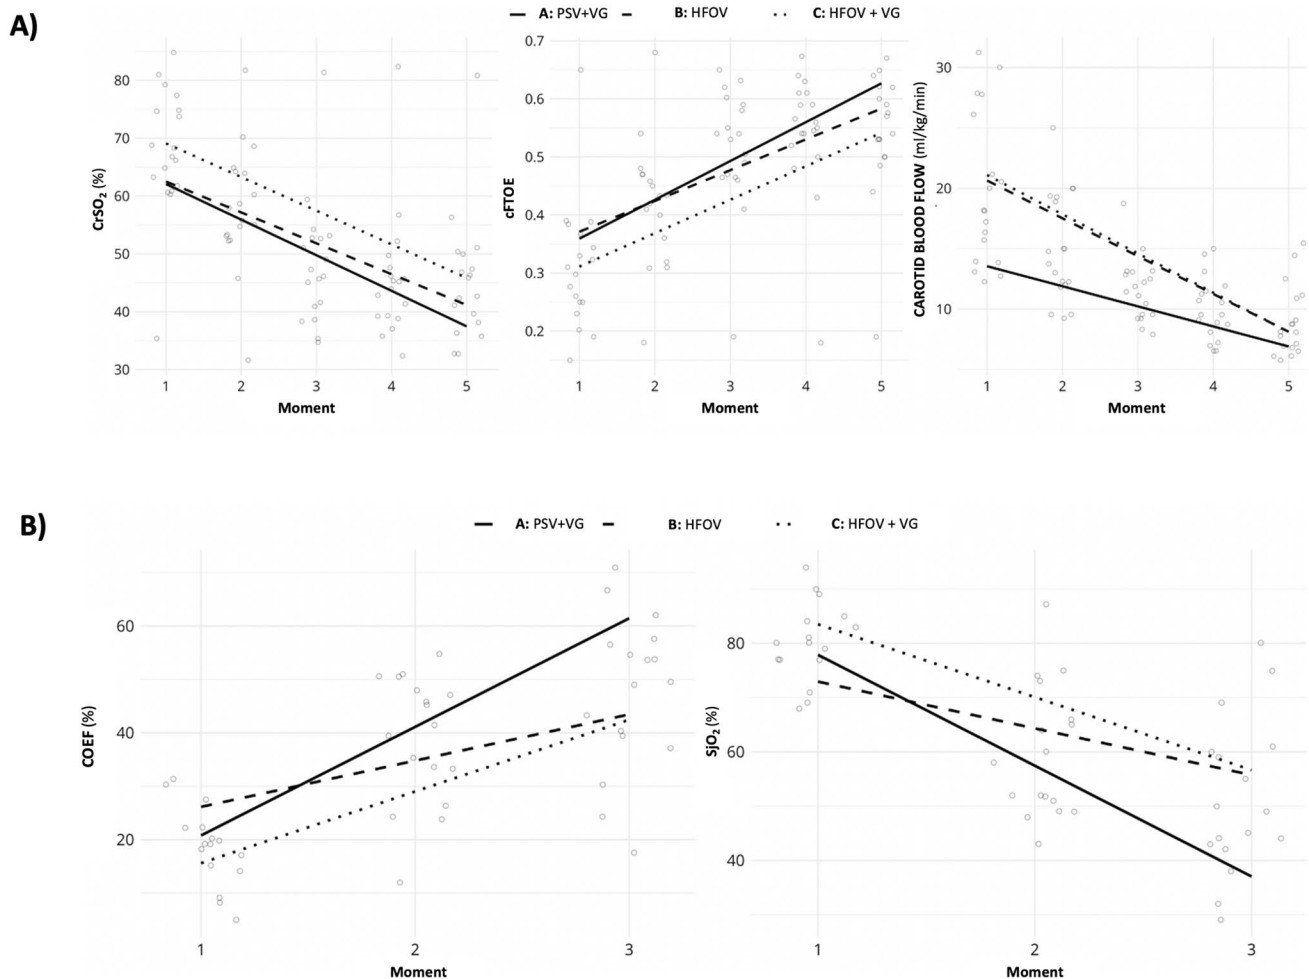 A)
A: PSV+VG B: HFOV C: HFOV + VG
CrSO2 (%)
80
70
60
50
40
30
1 2 3 4 5
Moment
cFTOE
0.7
0.6
0.5
0.4
0.3
0.2
1 2 3 4 5
Moment
CAROTID BLOOD FLOW (ml/kg/min)
30
20
10
1 2 3 4 5
Moment
B)
A: PSV+VG B: HFOV C: HFOV + VG
COEF (%)
60
40
20
1 2 3
Moment
SjO2 (%)
80
60
40
1 2 3
Moment